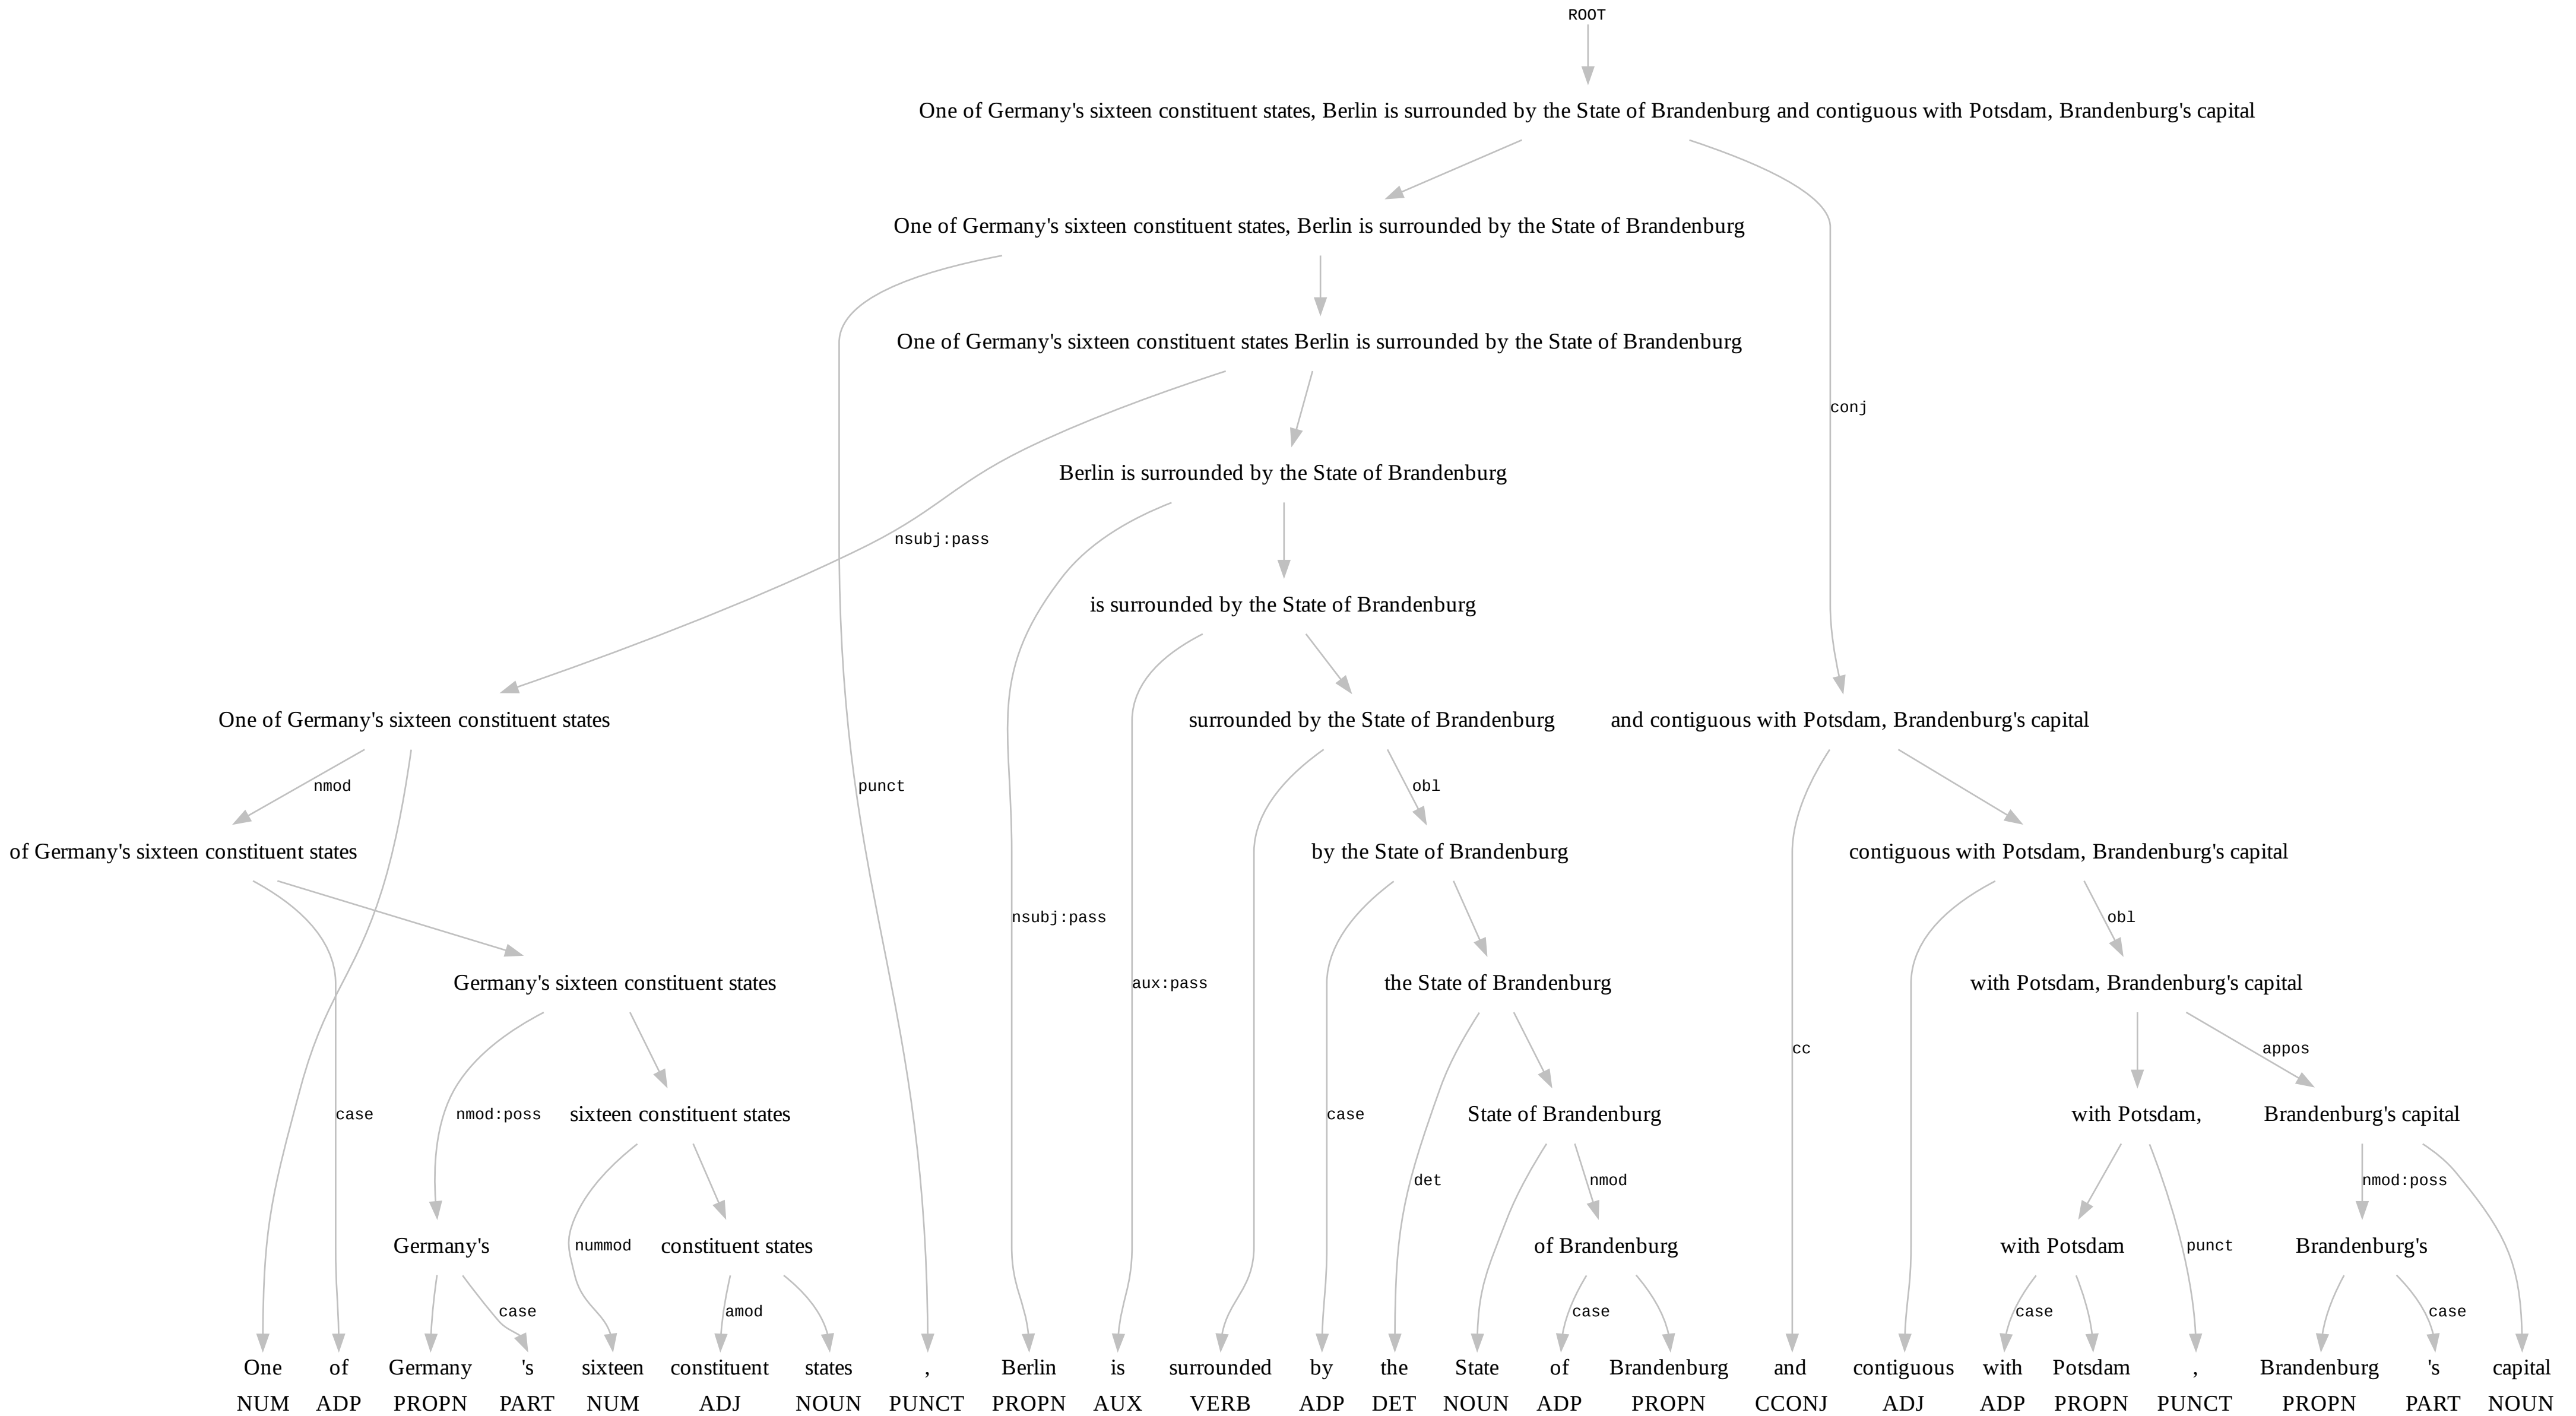 ROOT
One of Germany's sixteen constituent states, Berlin is surrounded by the State of Brandenburg and contiguous with Potsdam, Brandenburg's capital
One of Germany's sixteen constituent states, Berlin is surrounded by the State of Brandenburg
One of Germany's sixteen constituent states Berlin is surrounded by the State of Brandenburg
conj
Berlin is surrounded by the State of Brandenburg
nsubj:pass
is surrounded by the State of Brandenburg
One of Germany's sixteen constituent states surrounded by the State of Brandenburg and contiguous with Potsdam, Brandenburg's capital
nmod punct obl
of Germany's sixteen constituent states by the State of Brandenburg contiguous with Potsdam, Brandenburg's capital
nsubj:pass obl
Germany's sixteen constituent states aux:pass the State of Brandenburg with Potsdam, Brandenburg's capital
cc appos
case nmod:poss sixteen constituent states case State of Brandenburg with Potsdam, Brandenburg's capital
det nmod nmod:poss
Germany's nummod constituent states of Brandenburg with Potsdam punct Brandenburg's
case amod case case case
One of Germany 's sixteen constituent states , Berlin is surrounded by the State of Brandenburg and contiguous with Potsdam , Brandenburg 's capital
NUM ADP PROPN PART NUM ADJ NOUN PUNCT PROPN AUX VERB ADP DET NOUN ADP PROPN CCONJ ADJ ADP PROPN PUNCT PROPN PART NOUN